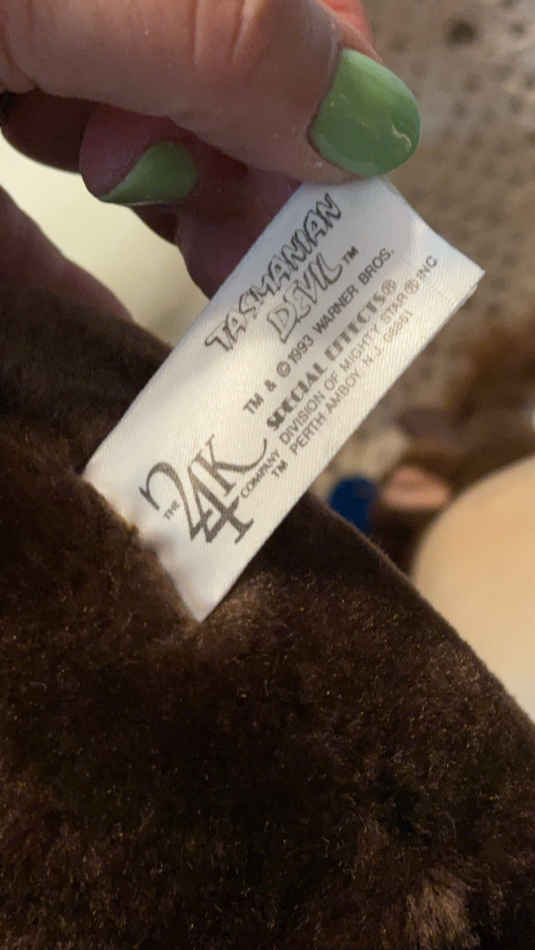 TASMANIAN
DEVIL™
TM & ©1993 WARNER BROS.
SPECIAL EFFECTS®
DIVISION OF MIGHTY STAR® INC
PERTH AMBOY N.J. 08861
THE
24K
COMPANY
TM